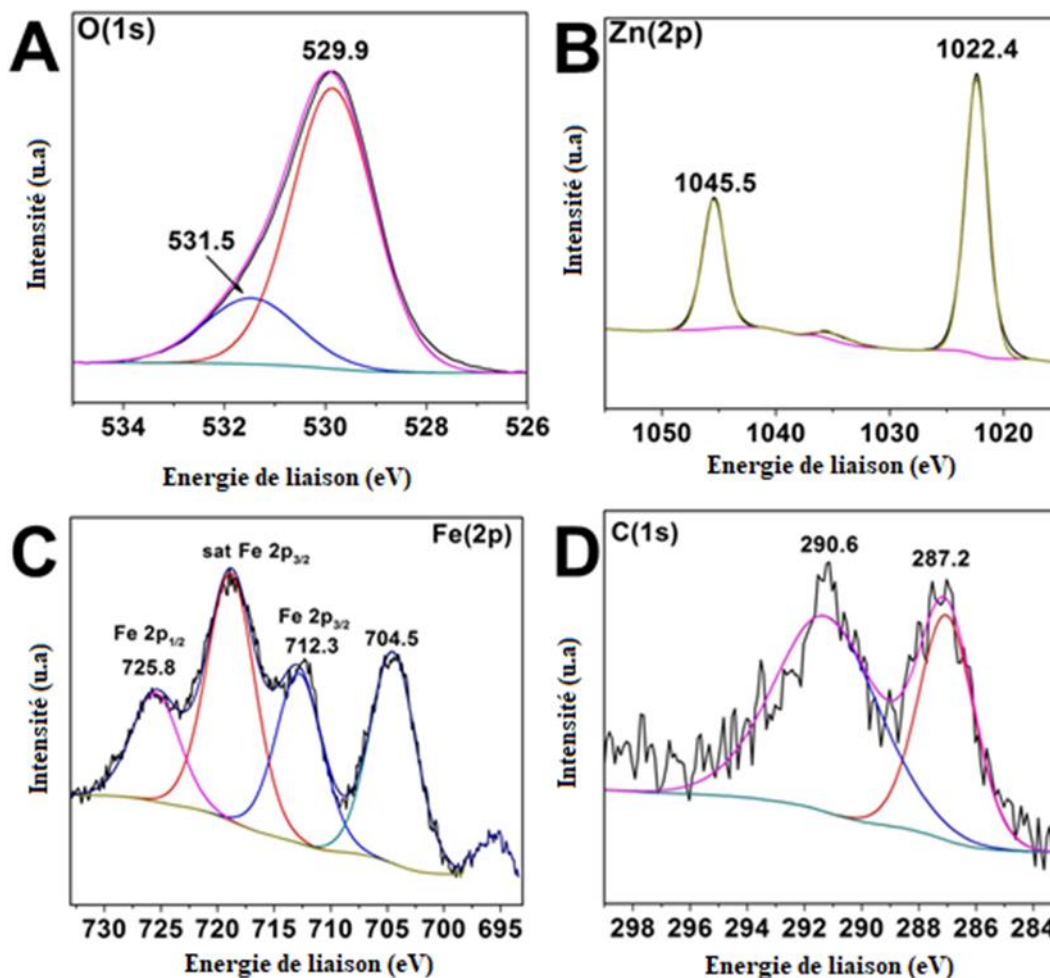 A
O(1s)
529.9
531.5
Intensité (u.a)
534 532 530 528 526
Energie de liaison (eV)
B
Zn(2p)
1022.4
1045.5
Intensité (u.a)
1050 1040 1030 1020
Energie de liaison (eV)
C
Fe(2p)
sat Fe 2p3/2
Fe 2p1/2
725.8
Fe 2p3/2
712.3
704.5
Intensité (u.a)
730 725 720 715 710 705 700 695
Energie de liaison (eV)
D
C(1s)
290.6
287.2
Intensité (u.a)
298 296 294 292 290 288 286 284
Energie de liaison (eV)